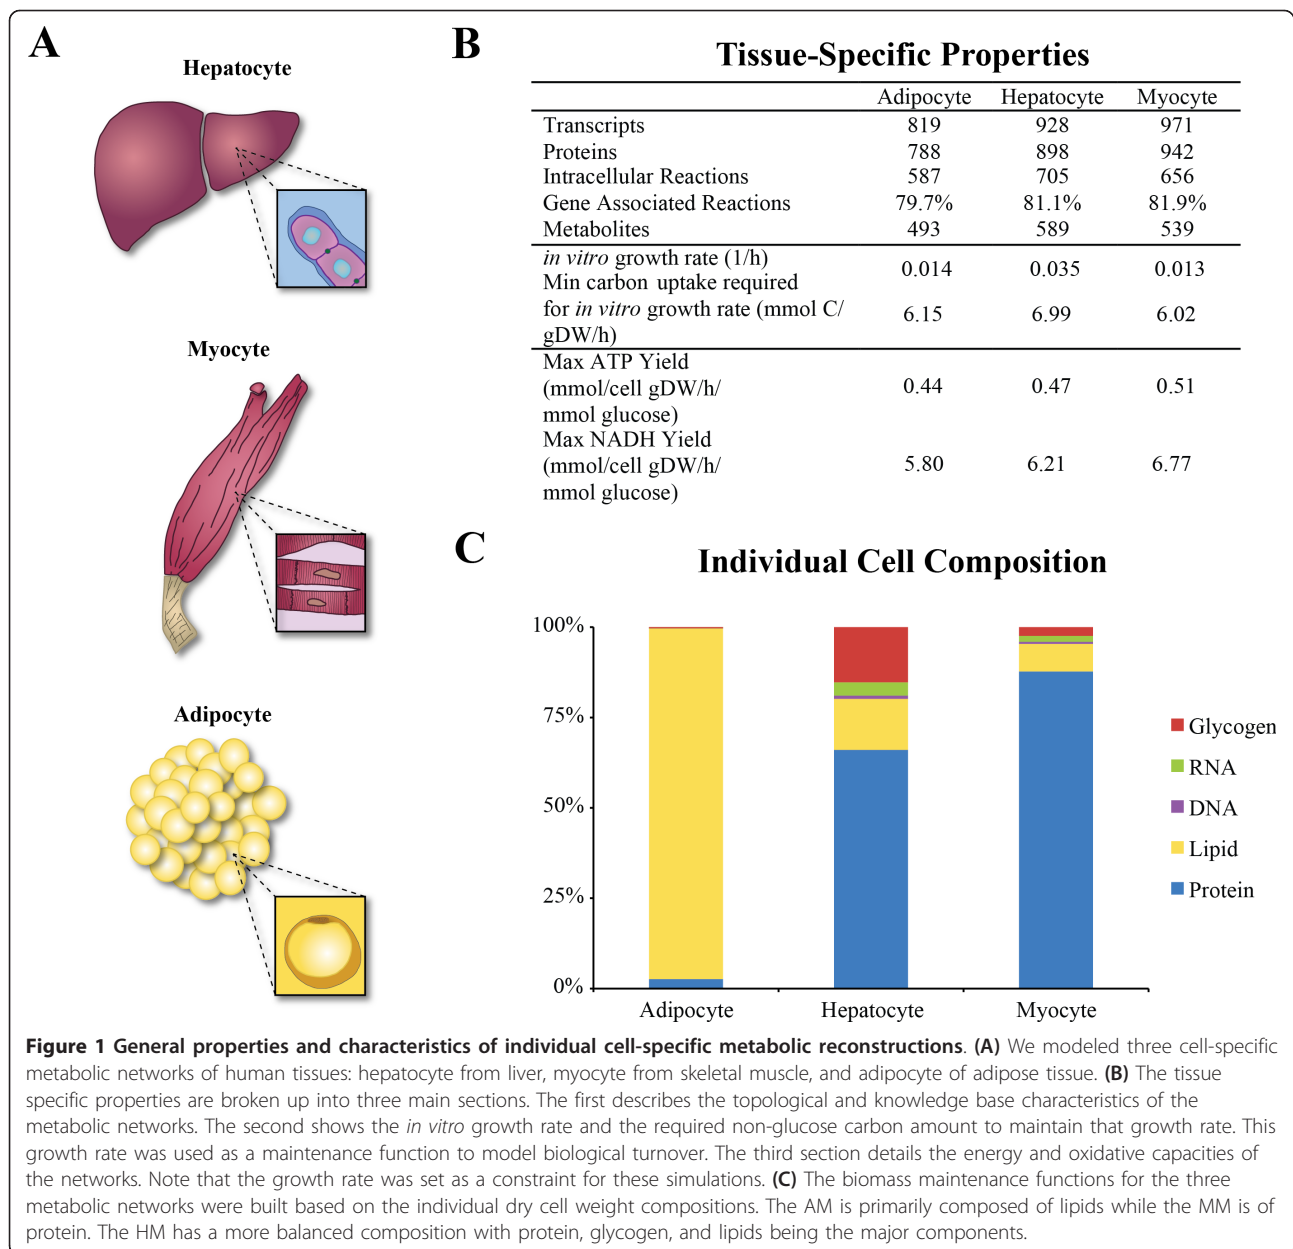 A
Hepatocyte
Myocyte
Adipocyte
B
Tissue-Specific Properties
Adipocyte Hepatocyte Myocyte
Transcripts 819 928 971
Proteins 788 898 942
Intracellular Reactions 587 705 656
Gene Associated Reactions 79.7% 81.1% 81.9%
Metabolites 493 589 539
in vitro growth rate (1/h) 0.014 0.035 0.013
Min carbon uptake required
for in vitro growth rate (mmol C/ 6.15 6.99 6.02
gDW/h)
Max ATP Yield
(mmol/cell gDW/h/ 0.44 0.47 0.51
mmol glucose)
Max NADH Yield
(mmol/cell gDW/h/ 5.80 6.21 6.77
mmol glucose)
C
Individual Cell Composition
100%
75%
50%
25%
0%
Adipocyte Hepatocyte Myocyte
Glycogen
RNA
DNA
Lipid
Protein
Figure 1 General properties and characteristics of individual cell-specific metabolic reconstructions. (A) We modeled three cell-specific
metabolic networks of human tissues: hepatocyte from liver, myocyte from skeletal muscle, and adipocyte of adipose tissue. (B) The tissue
specific properties are broken up into three main sections. The first describes the topological and knowledge base characteristics of the
metabolic networks. The second shows the in vitro growth rate and the required non-glucose carbon amount to maintain that growth rate. This
growth rate was used as a maintenance function to model biological turnover. The third section details the energy and oxidative capacities of
the networks. Note that the growth rate was set as a constraint for these simulations. (C) The biomass maintenance functions for the three
metabolic networks were built based on the individual dry cell weight compositions. The AM is primarily composed of lipids while the MM is of
protein. The HM has a more balanced composition with protein, glycogen, and lipids being the major components.